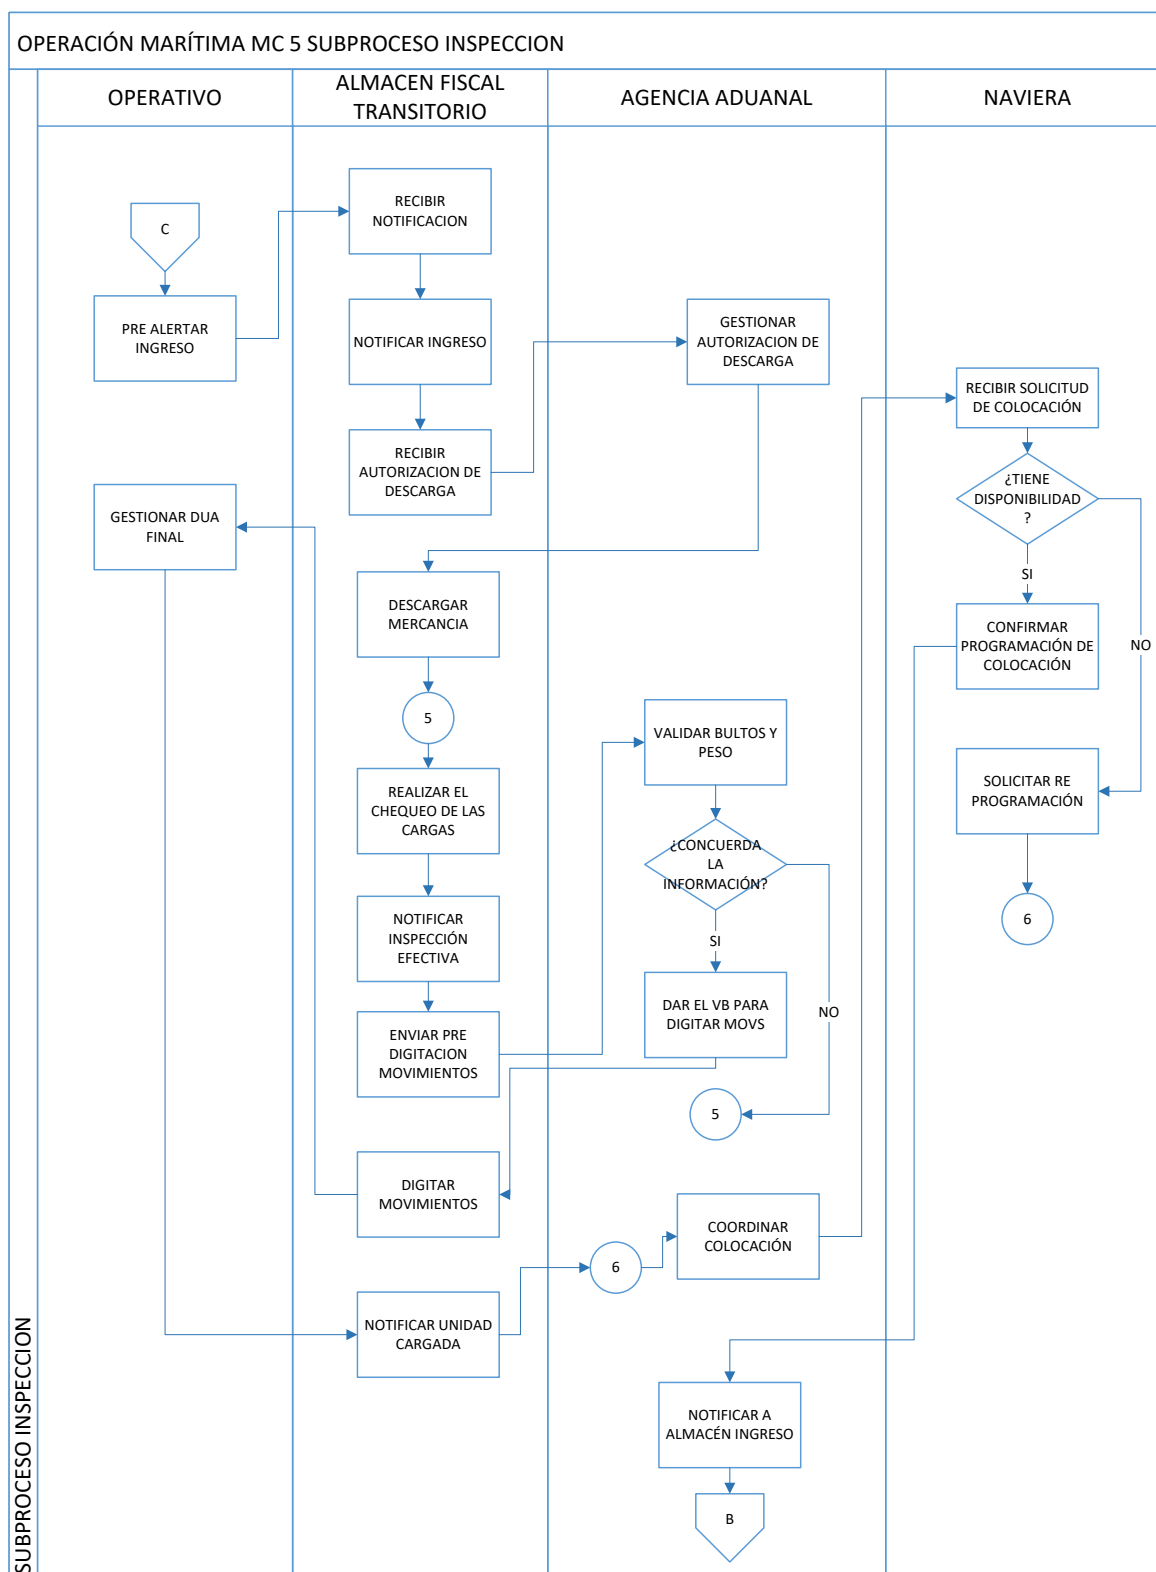 OPERACIÓN MARÍTIMA MC 5 SUBPROCESO INSPECCION
OPERATIVO
ALMACEN FISCAL
TRANSITORIO
AGENCIA ADUANAL
NAVIERA
SUBPROCESO INSPECCION
C
PRE ALERTAR
INGRESO
GESTIONAR DUA
FINAL
RECIBIR
NOTIFICACION
NOTIFICAR INGRESO
RECIBIR
AUTORIZACION DE
DESCARGA
DESCARGAR
MERCANCIA
5
REALIZAR EL
CHEQUEO DE LAS
CARGAS
NOTIFICAR
INSPECCIÓN
EFECTIVA
ENVIAR PRE
DIGITACION
MOVIMIENTOS
DIGITAR
MOVIMIENTOS
NOTIFICAR UNIDAD
CARGADA
GESTIONAR
AUTORIZACION DE
DESCARGA
VALIDAR BULTOS Y
PESO
¿CONCUERDA
LA
INFORMACIÓN?
SI
NO
DAR EL VB PARA
DIGITAR MOVS
5
COORDINAR
COLOCACIÓN
6
NOTIFICAR A
ALMACÉN INGRESO
B
RECIBIR SOLICITUD
DE COLOCACIÓN
¿TIENE
DISPONIBILIDAD
?
SI
NO
CONFIRMAR
PROGRAMACIÓN DE
COLOCACIÓN
SOLICITAR RE
PROGRAMACIÓN
6